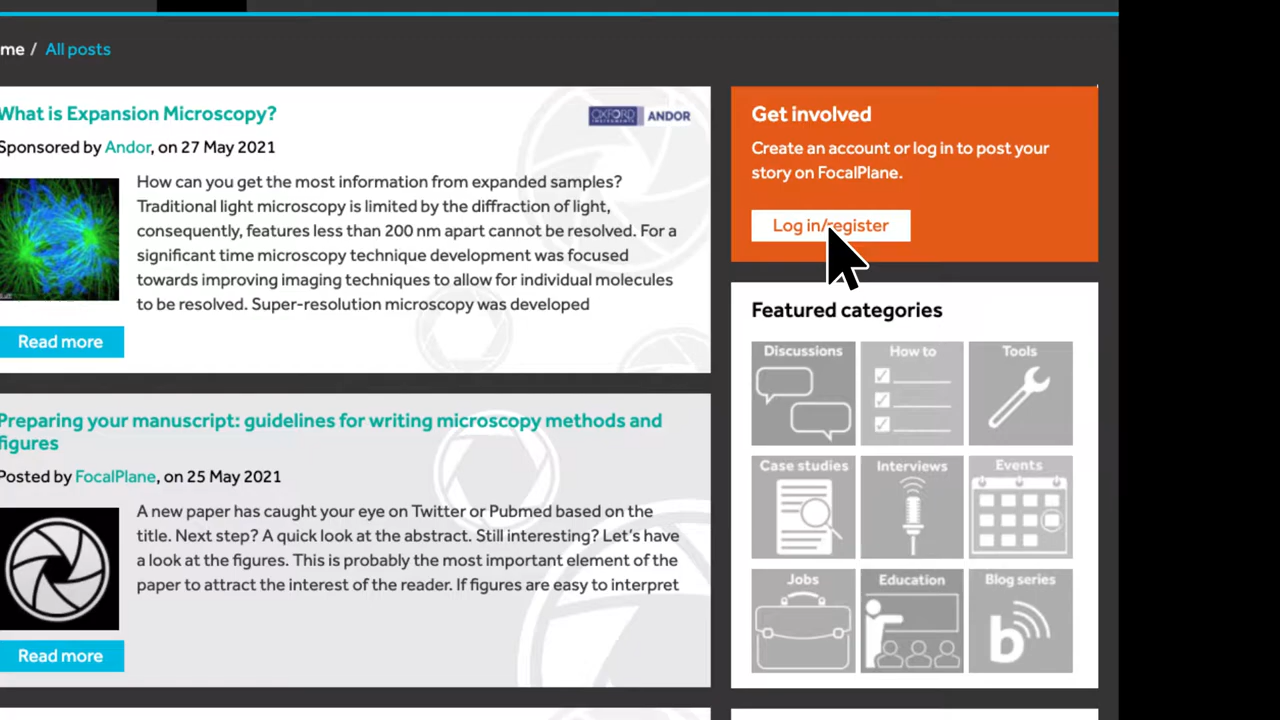 me / All posts
What is Expansion Microscopy?
OXFORD
INSTRUMENTS
ANDOR
Sponsored by Andor, on 27 May 2021
How can you get the most information from expanded samples?
Traditional light microscopy is limited by the diffraction of light,
consequently, features less than 200 nm apart cannot be resolved. For a
significant time microscopy technique development was focused
towards improving imaging techniques to allow for individual molecules
to be resolved. Super-resolution microscopy was developed
Read more
Preparing your manuscript: guidelines for writing microscopy methods and
figures
Posted by FocalPlane, on 25 May 2021
A new paper has caught your eye on Twitter or Pubmed based on the
title. Next step? A quick look at the abstract. Still interesting? Let's have
a look at the figures. This is probably the most important element of the
paper to attract the interest of the reader. If figures are easy to interpret
Read more
Get involved
Create an account or log in to post your
story on FocalPlane.
Log in/register
Featured categories
Discussions
How to
Tools
Case studies
Interviews
Events
Jobs
Education
Blog series
b